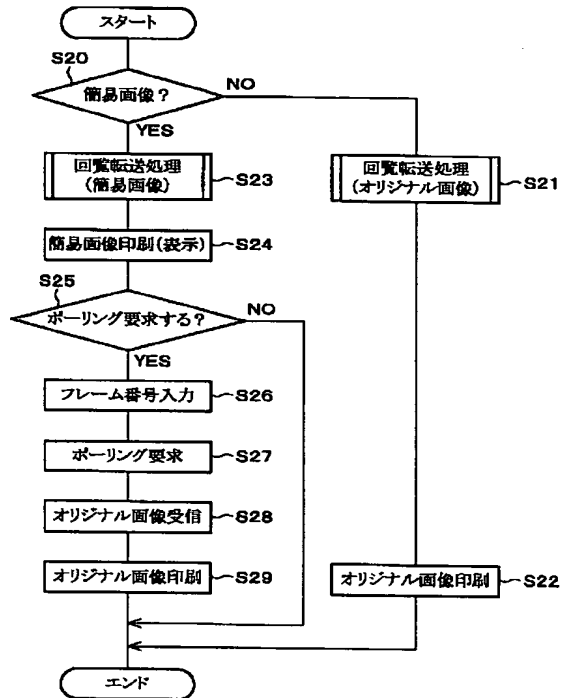 スタート
S20
簡易画像？
NO
YES
回覧転送処理
(簡易画像)
S23
回覧転送処理
(オリジナル画像)
S21
簡易画像印刷(表示)
S24
S25
ポーリング要求する？
NO
YES
フレーム番号入力
S26
ポーリング要求
S27
オリジナル画像受信
S28
オリジナル画像印刷
S29
オリジナル画像印刷
S22
エンド